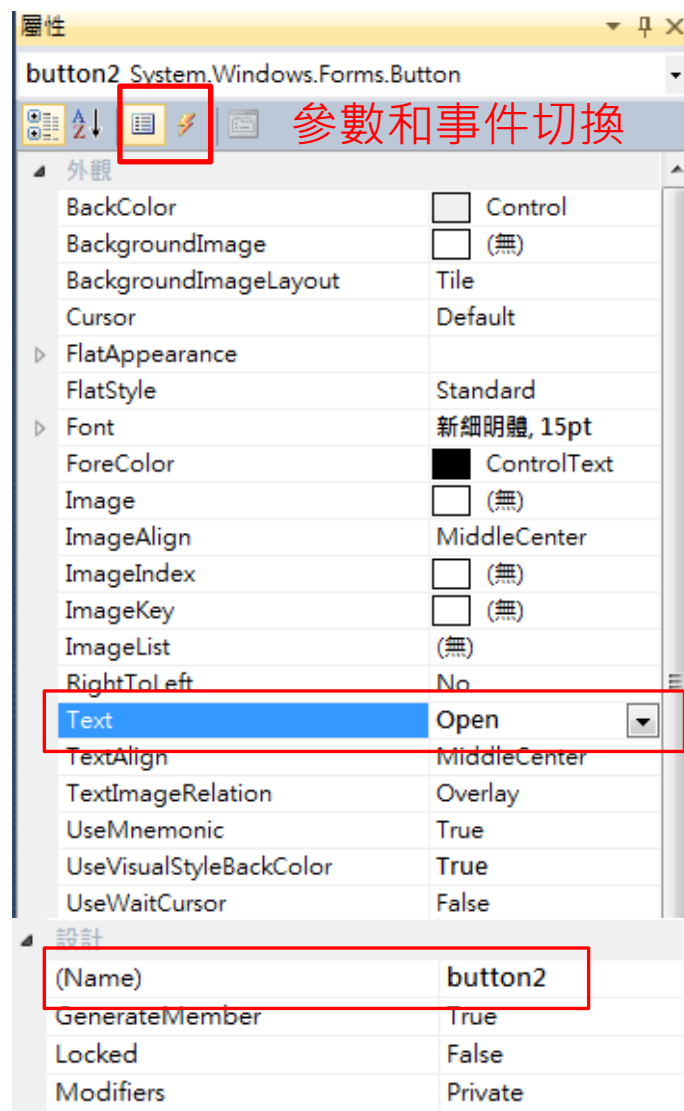 屬性
button2 System.Windows.Forms.Button
參數和事件切換
外觀
BackColor Control
BackgroundImage (無)
BackgroundImageLayout Tile
Cursor Default
FlatAppearance
FlatStyle Standard
Font 新細明體, 15pt
ForeColor ControlText
Image (無)
ImageAlign MiddleCenter
ImageIndex (無)
ImageKey (無)
ImageList (無)
RightToLeft No
Text Open
TextAlign MiddleCenter
TextImageRelation Overlay
UseMnemonic True
UseVisualStyleBackColor True
UseWaitCursor False
設計
(Name) button2
GenerateMember True
Locked False
Modifiers Private